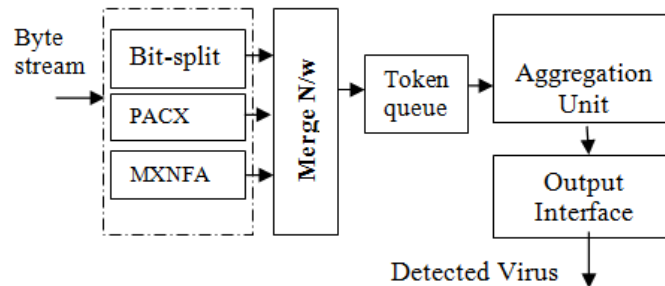 Byte
stream
Bit-split
PACX
MXNFA
Merge N/w
Token
queue
Aggregation
Unit
Output
Interface
Detected Virus